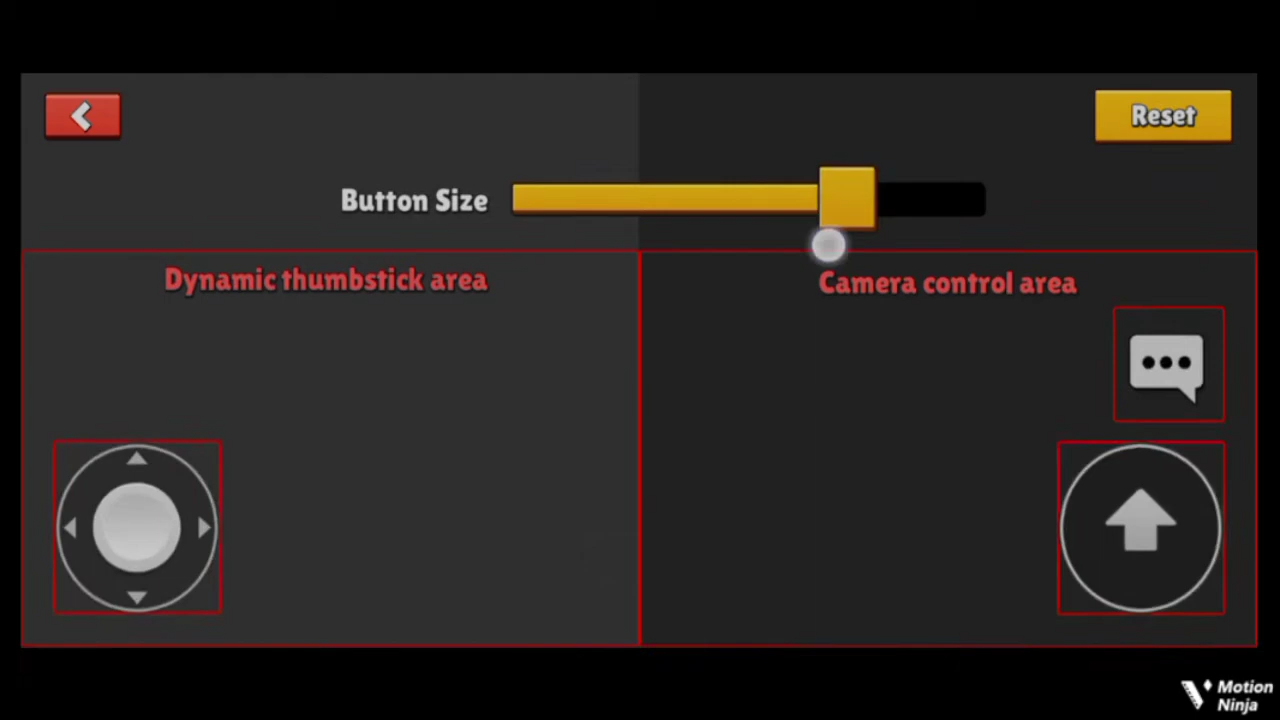 Reset
Button Size
Dynamic thumbstick area
Camera control area
Motion
Ninja